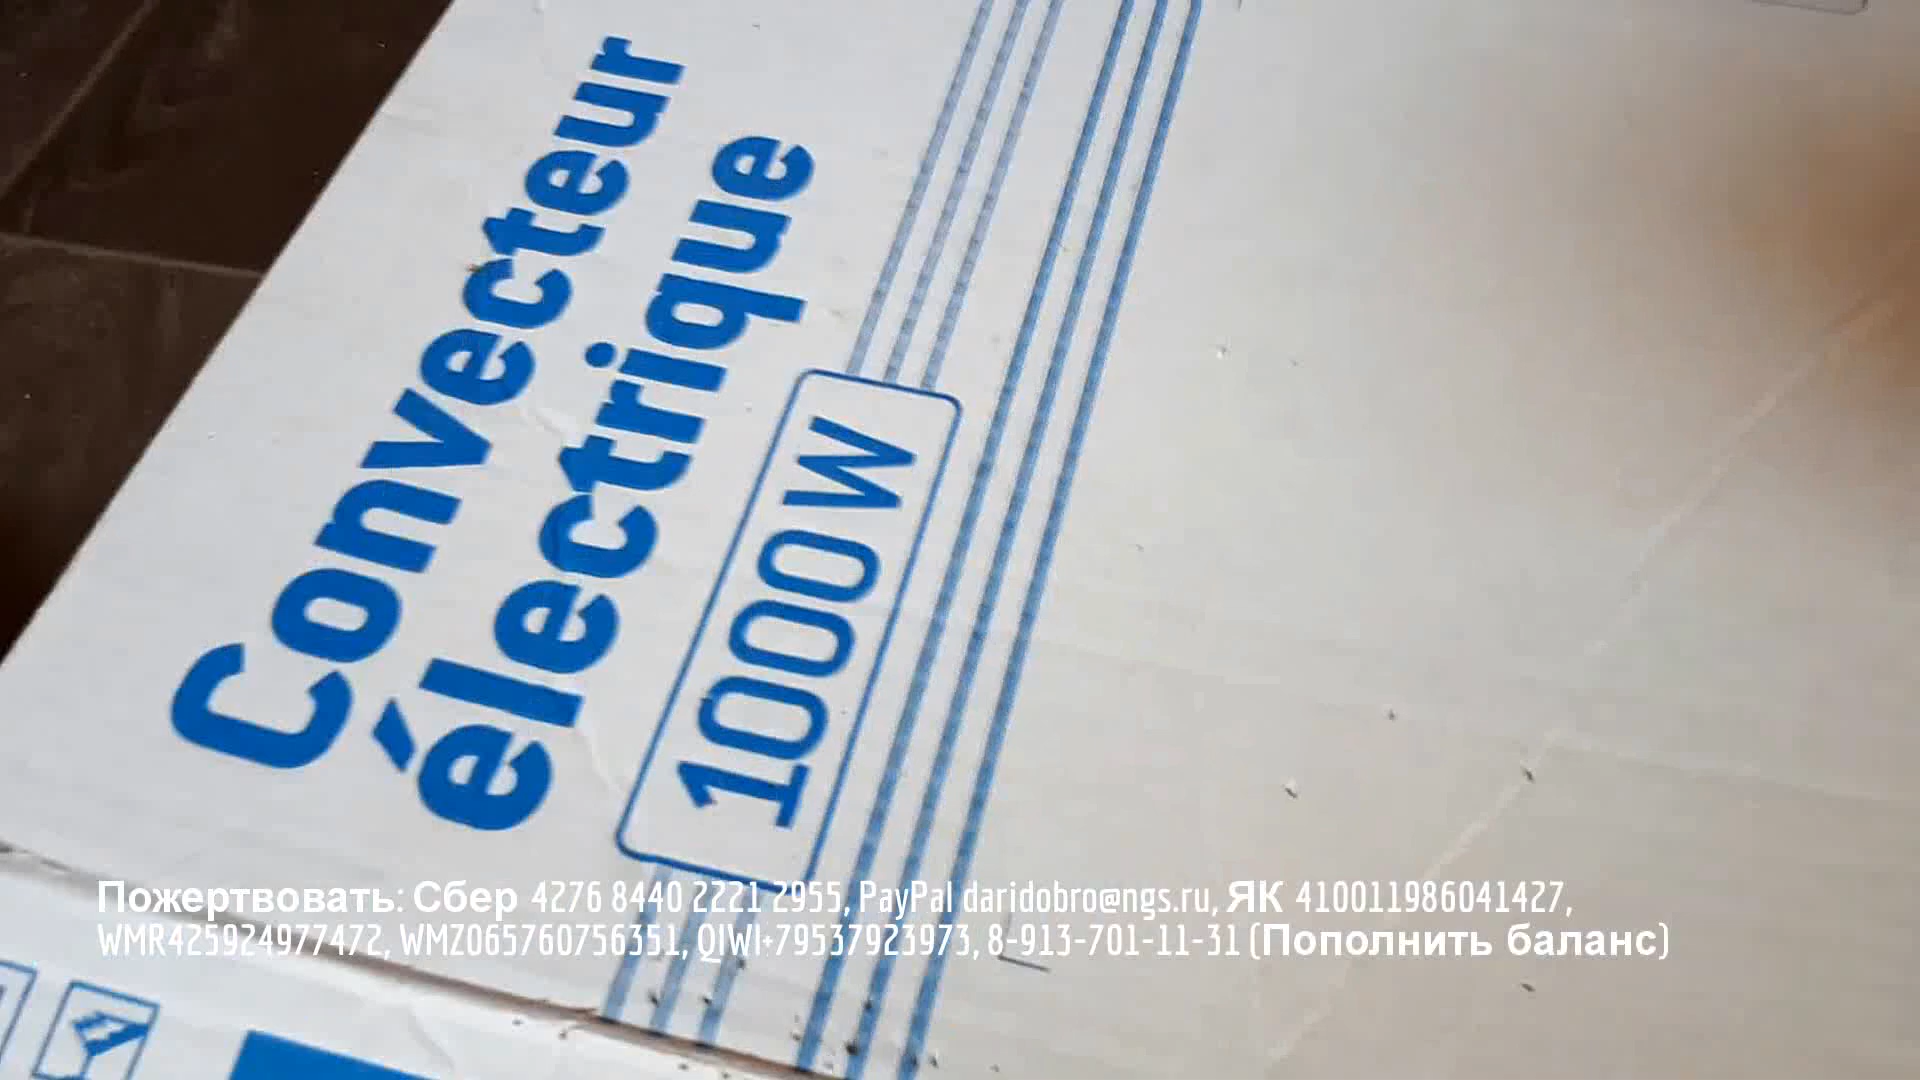 Convecteur
électrique
1000W
Пожертвовать: Сбер 4276 8440 2221 2955, PayPal daridobro@ngs.ru, ЯК 410011986041427,
WMR425924977472, WMZ065760756351, QIWI+79537923973, 8-913-701-11-31 (Пополнить баланс)